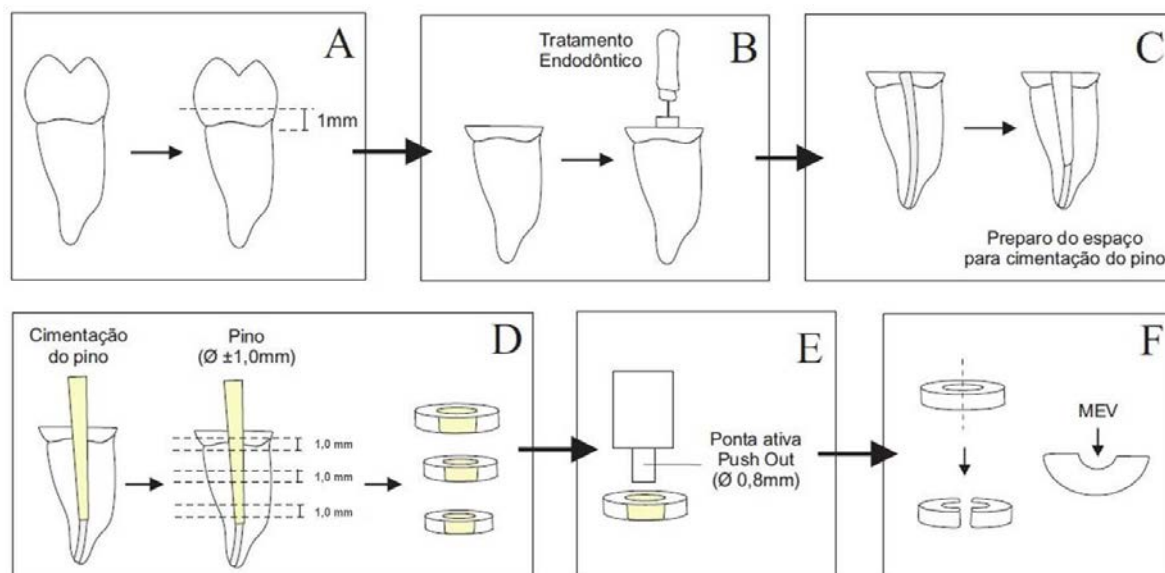 A
1mm
Tratamento
Endodôntico
B
C
Preparo do espaço
para cimentação do pino
Cimentação
do pino
Pino
(Ø ±1,0mm)
D
1,0 mm
1,0 mm
1,0 mm
E
Ponta ativa
Push Out
(Ø 0,8mm)
F
MEV